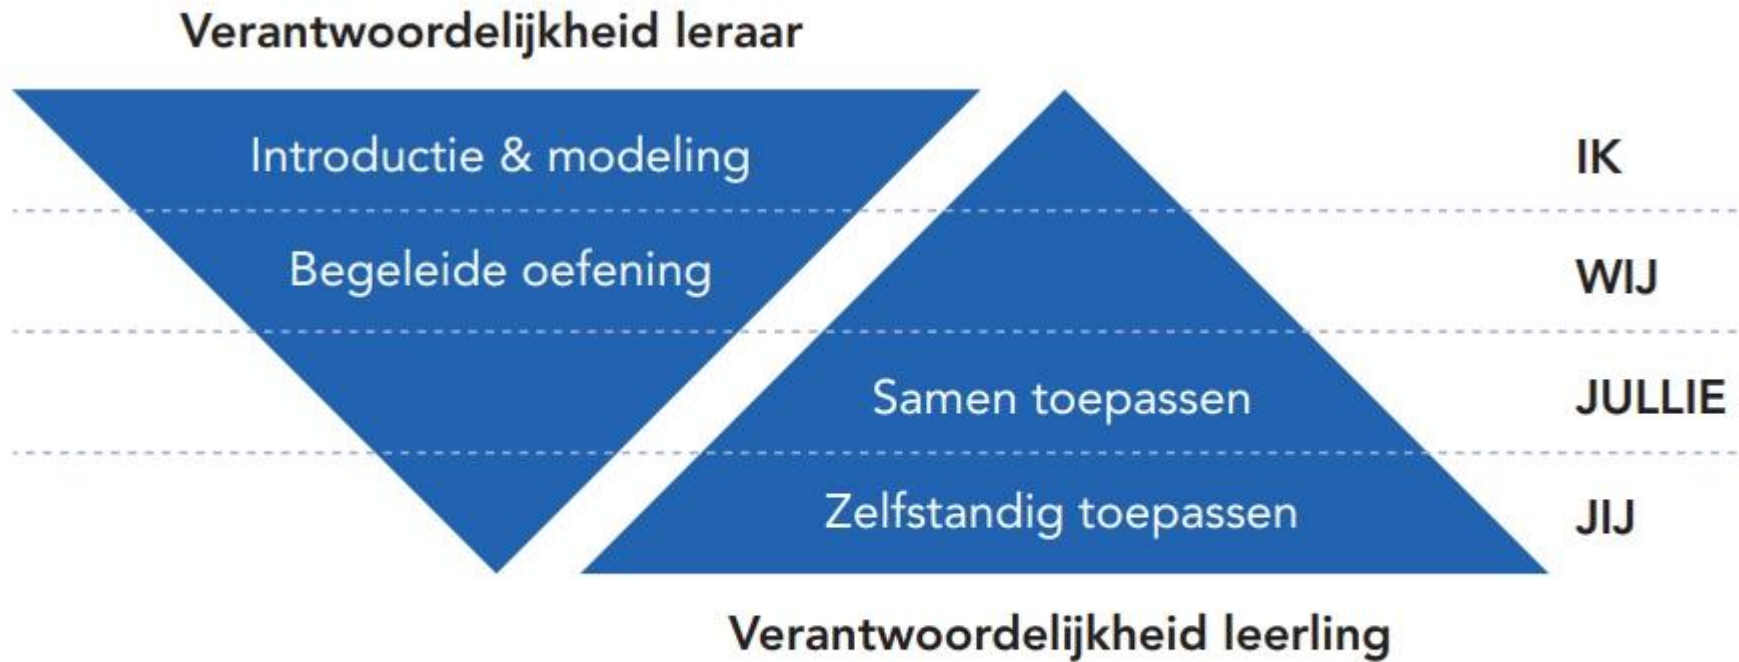 Verantwoordelijkheid leraar
Introductie & modeling
IK
Begeleide oefening
WIJ
Samen toepassen
JULLIE
Zelfstandig toepassen
JIJ
Verantwoordelijkheid leerling